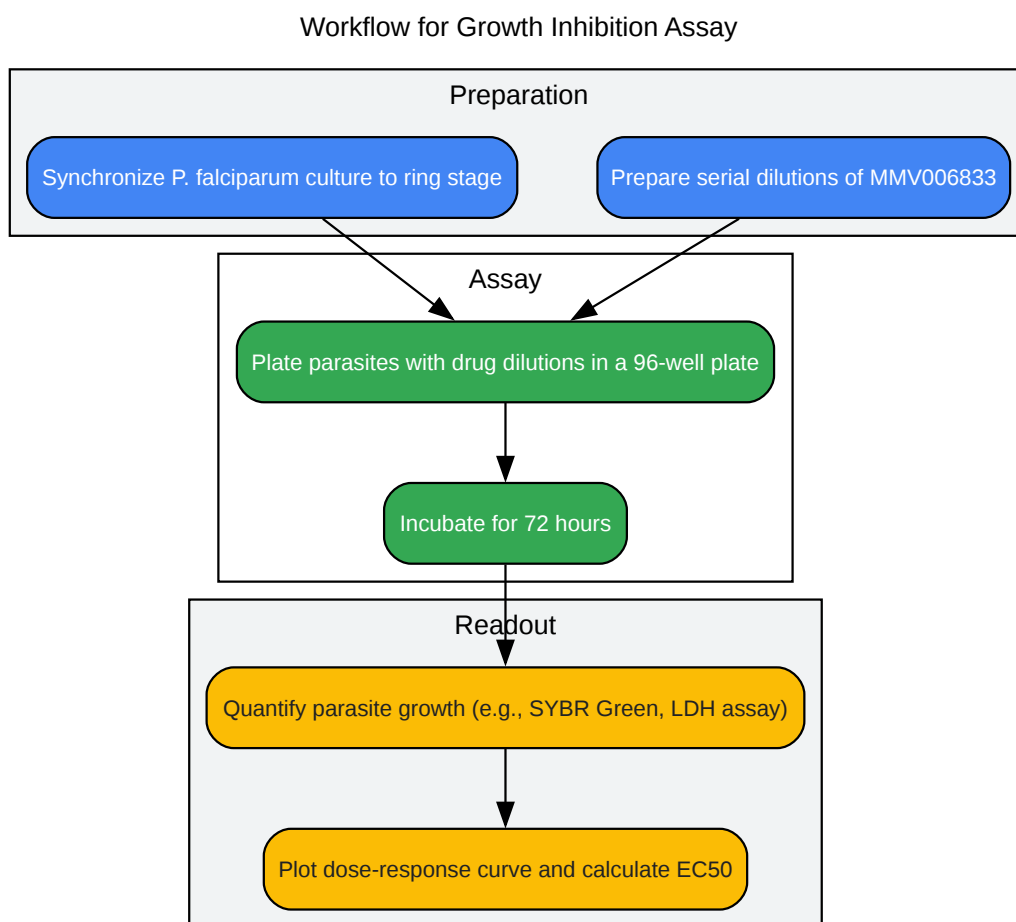 Workflow for Growth Inhibition Assay
Preparation
Synchronize P. falciparum culture to ring stage
Prepare serial dilutions of MMV006833
Assay
Plate parasites with drug dilutions in a 96-well plate
Incubate for 72 hours
Readout
Quantify parasite growth (e.g., SYBR Green, LDH assay)
Plot dose-response curve and calculate EC50